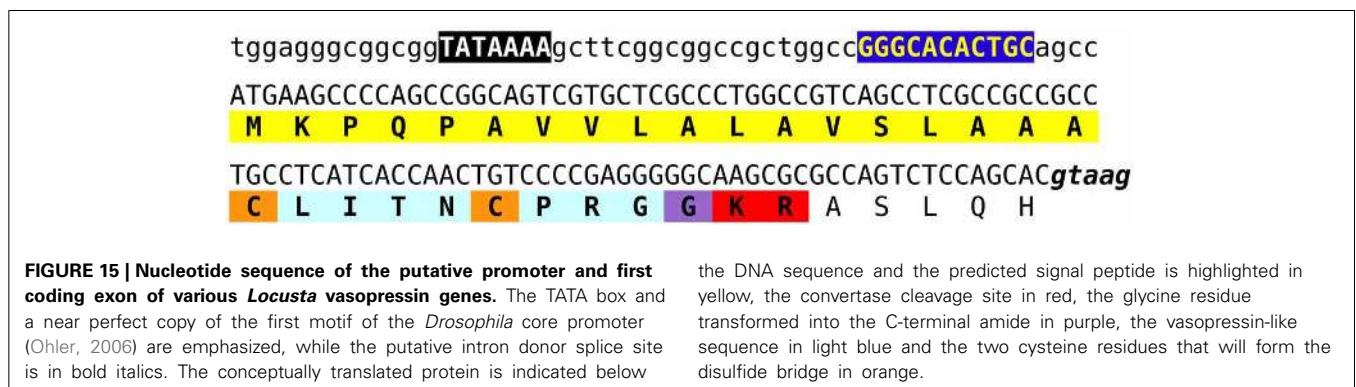 tggagggcggcggTATAAAAgcttcggcggccgctggccGGGCACACTGCagcc
ATGAAGCCCCAGCCGGCAGTCGTGCTCGCCCTGGCCGTCAGCCTCGCCGCCGCC
M K P Q P A V V L A L A V S L A A A
TGCCTCATCACCAACTGTCCCCGAGGGGGCAAGCGCGCCAGTCTCCAGCACgtaag
C L I T N C P R G G K R A S L Q H
FIGURE 15 | Nucleotide sequence of the putative promoter and first
coding exon of various Locusta vasopressin genes. The TATA box and
a near perfect copy of the first motif of the Drosophila core promoter
(Ohler, 2006) are emphasized, while the putative intron donor splice site
is in bold italics. The conceptually translated protein is indicated below
the DNA sequence and the predicted signal peptide is highlighted in
yellow, the convertase cleavage site in red, the glycine residue
transformed into the C-terminal amide in purple, the vasopressin-like
sequence in light blue and the two cysteine residues that will form the
disulfide bridge in orange.